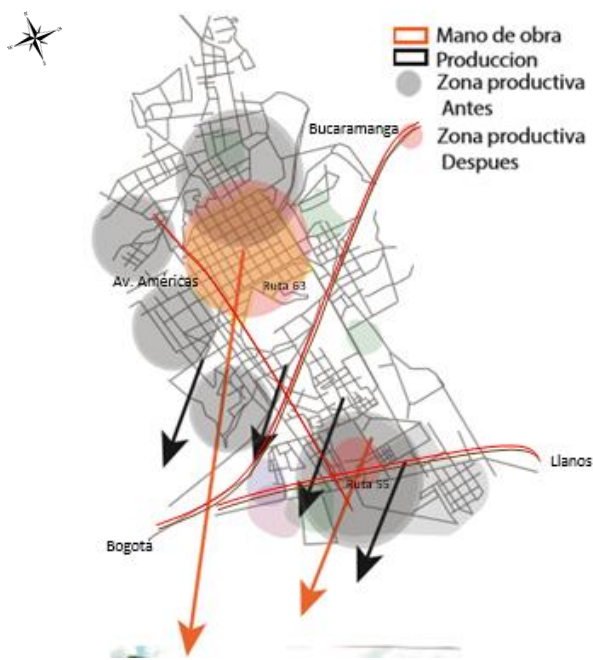 Mano de obra
Produccion
Zona productiva
Antes
Zona productiva
Despues
Bucaramanga
Av. Américas
Ruta 63
Llanos
Ruta 55
Bogotá